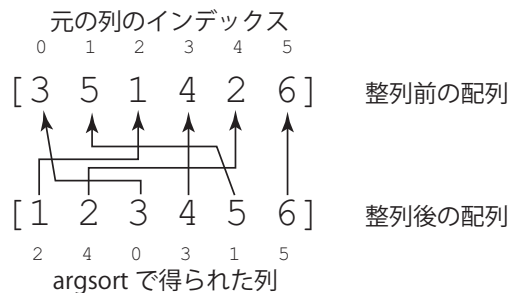 元の列のインデックス
0 1 2 3 4 5
[3 5 1 4 2 6] 整列前の配列
[1 2 3 4 5 6] 整列後の配列
2 4 0 3 1 5
argsort で得られた列